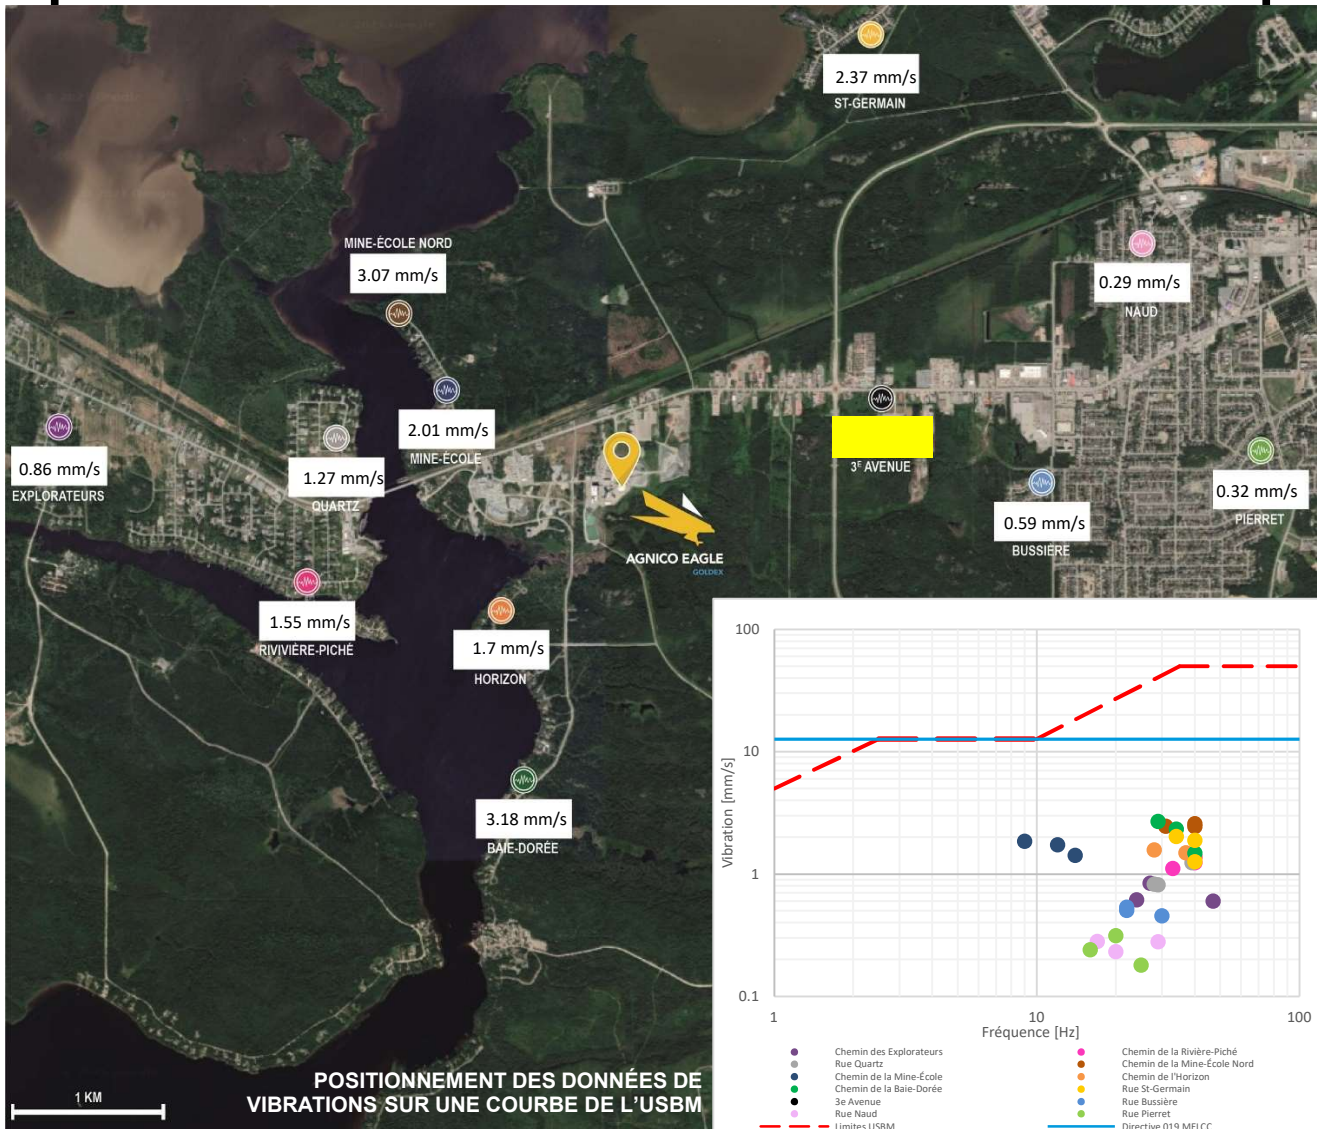 2.37 mm/s
ST-GERMAIN
MINE-ÉCOLE NORD
3.07 mm/s
0.29 mm/s
NAUD
2.01 mm/s
MINE-ÉCOLE
0.86 mm/s
EXPLORATEURS
1.27 mm/s
QUARTZ
3E AVENUE
0.32 mm/s
PIERRET
0.59 mm/s
BUSSIÈRE
AGNICO EAGLE
GOLDEX
1.55 mm/s
RIVIVIÈRE-PICHÉ
1.7 mm/s
HORIZON
3.18 mm/s
BAIE-DORÉE
100
10
1
0.1
Vibration [mm/s]
1
10
100
Fréquence [Hz]
Chemin des Explorateurs
Chemin de la Rivière-Piché
Rue Quartz
Chemin de la Mine-École Nord
Chemin de la Mine-École
Chemin de l'Horizon
Chemin de la Baie-Dorée
Rue St-Germain
3e Avenue
Rue Bussière
Rue Naud
Rue Pierret
Limites USBM
Directive 019 MELCC
POSITIONNEMENT DES DONNÉES DE
VIBRATIONS SUR UNE COURBE DE L'USBM
1 KM